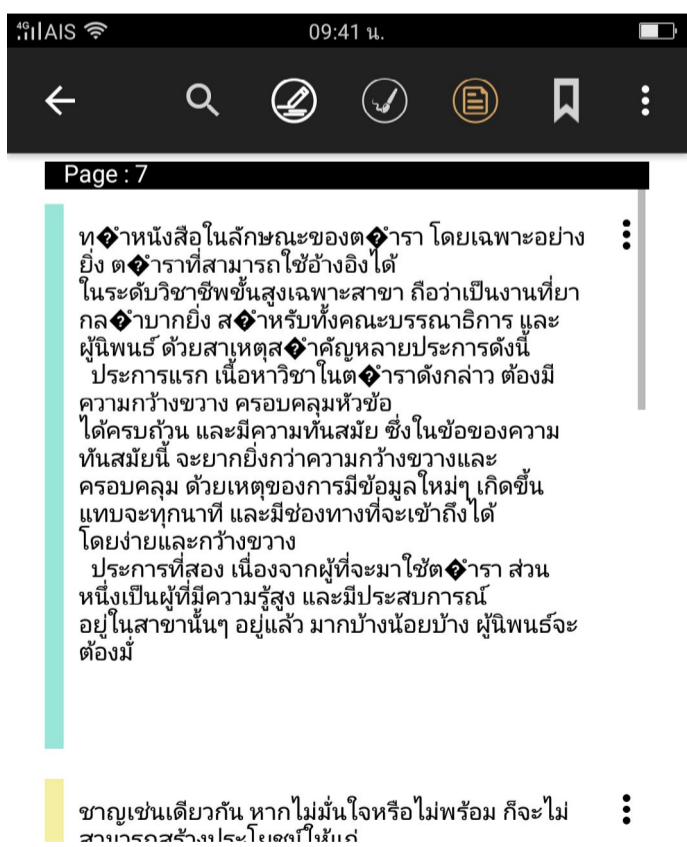 4G AIS 09:41 น.
Page : 7
ท�ำหนังสือในลักษณะของต�ำรา โดยเฉพาะอย่าง
ยิ่ง ต�ำราที่สามารถใช้อ้างอิงได้
ในระดับวิชาชีพขั้นสูงเฉพาะสาขา ถือว่าเป็นงานที่ยา
กล�ำบากยิ่ง ส�ำหรับทั้งคณะบรรณาธิการ และ
ผู้นิพนธ์ ด้วยสาเหตุส�ำคัญหลายประการดังนี้
ประการแรก เนื้อหาวิชาในต�ำราดังกล่าว ต้องมี
ความกว้างขวาง ครอบคลุมหัวข้อ
ได้ครบถ้วน และมีความทันสมัย ซึ่งในข้อของความ
ทันสมัยนี้ จะยากยิ่งกว่าความกว้างขวางและ
ครอบคลุม ด้วยเหตุของการมีข้อมูลใหม่ๆ เกิดขึ้น
แทบจะทุกนาที และมีช่องทางที่จะเข้าถึงได้
โดยง่ายและกว้างขวาง
ประการที่สอง เนื่องจากผู้ที่จะมาใช้ต�ำรา ส่วน
หนึ่งเป็นผู้ที่มีความรู้สูง และมีประสบการณ์
อยู่ในสาขานั้นๆ อยู่แล้ว มากบ้างน้อยบ้าง ผู้นิพนธ์จะ
ต้องมั่
ชาญเช่นเดียวกัน หากไม่มั่นใจหรือไม่พร้อม ก็จะไม่
สามารถสร้างประโยชน์ให้แก่